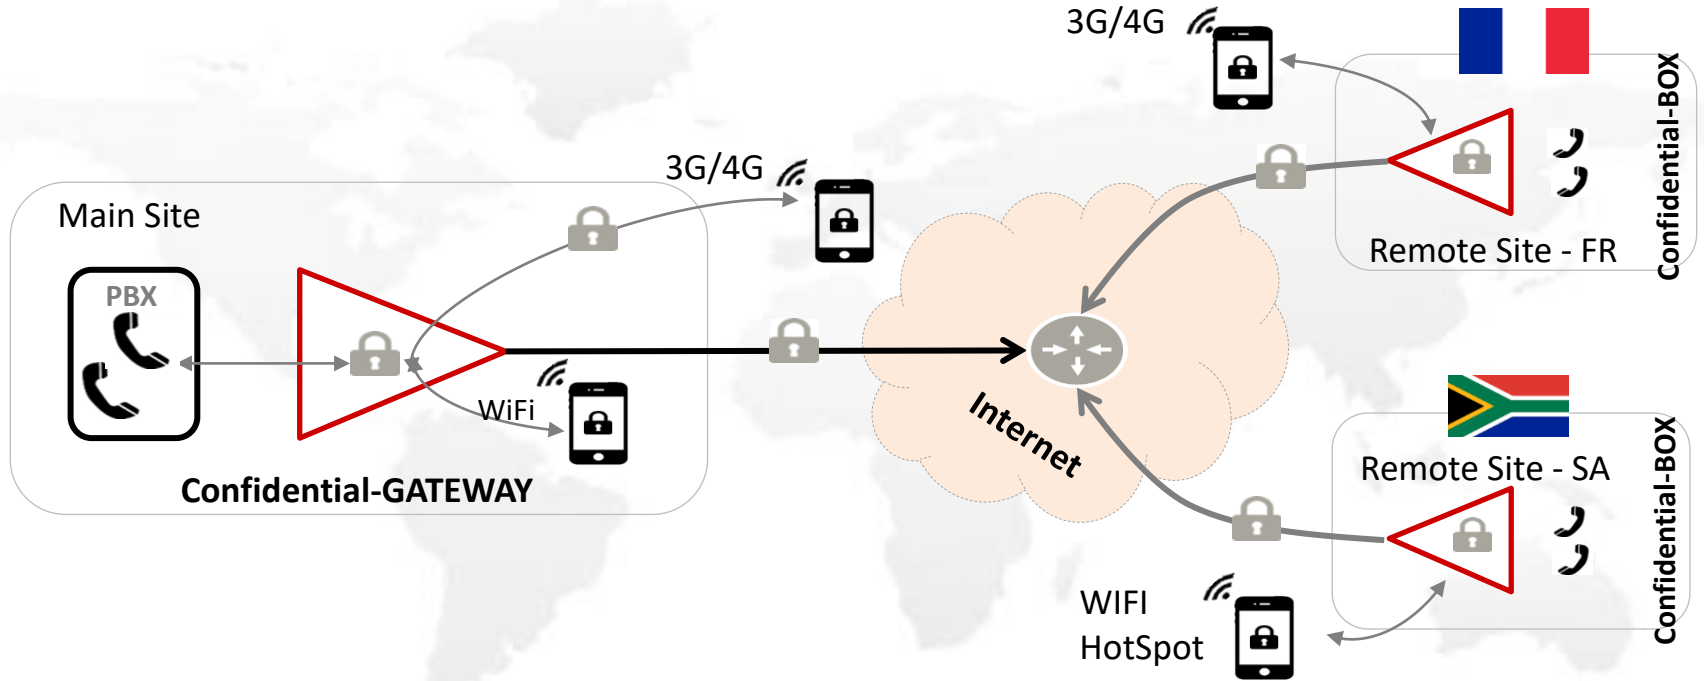 3G/4G
Confidential-BOX
Remote Site - FR
3G/4G
Main Site
PBX
WiFi
Confidential-GATEWAY
Internet
Remote Site - SA
Confidential-BOX
WIFI
HotSpot